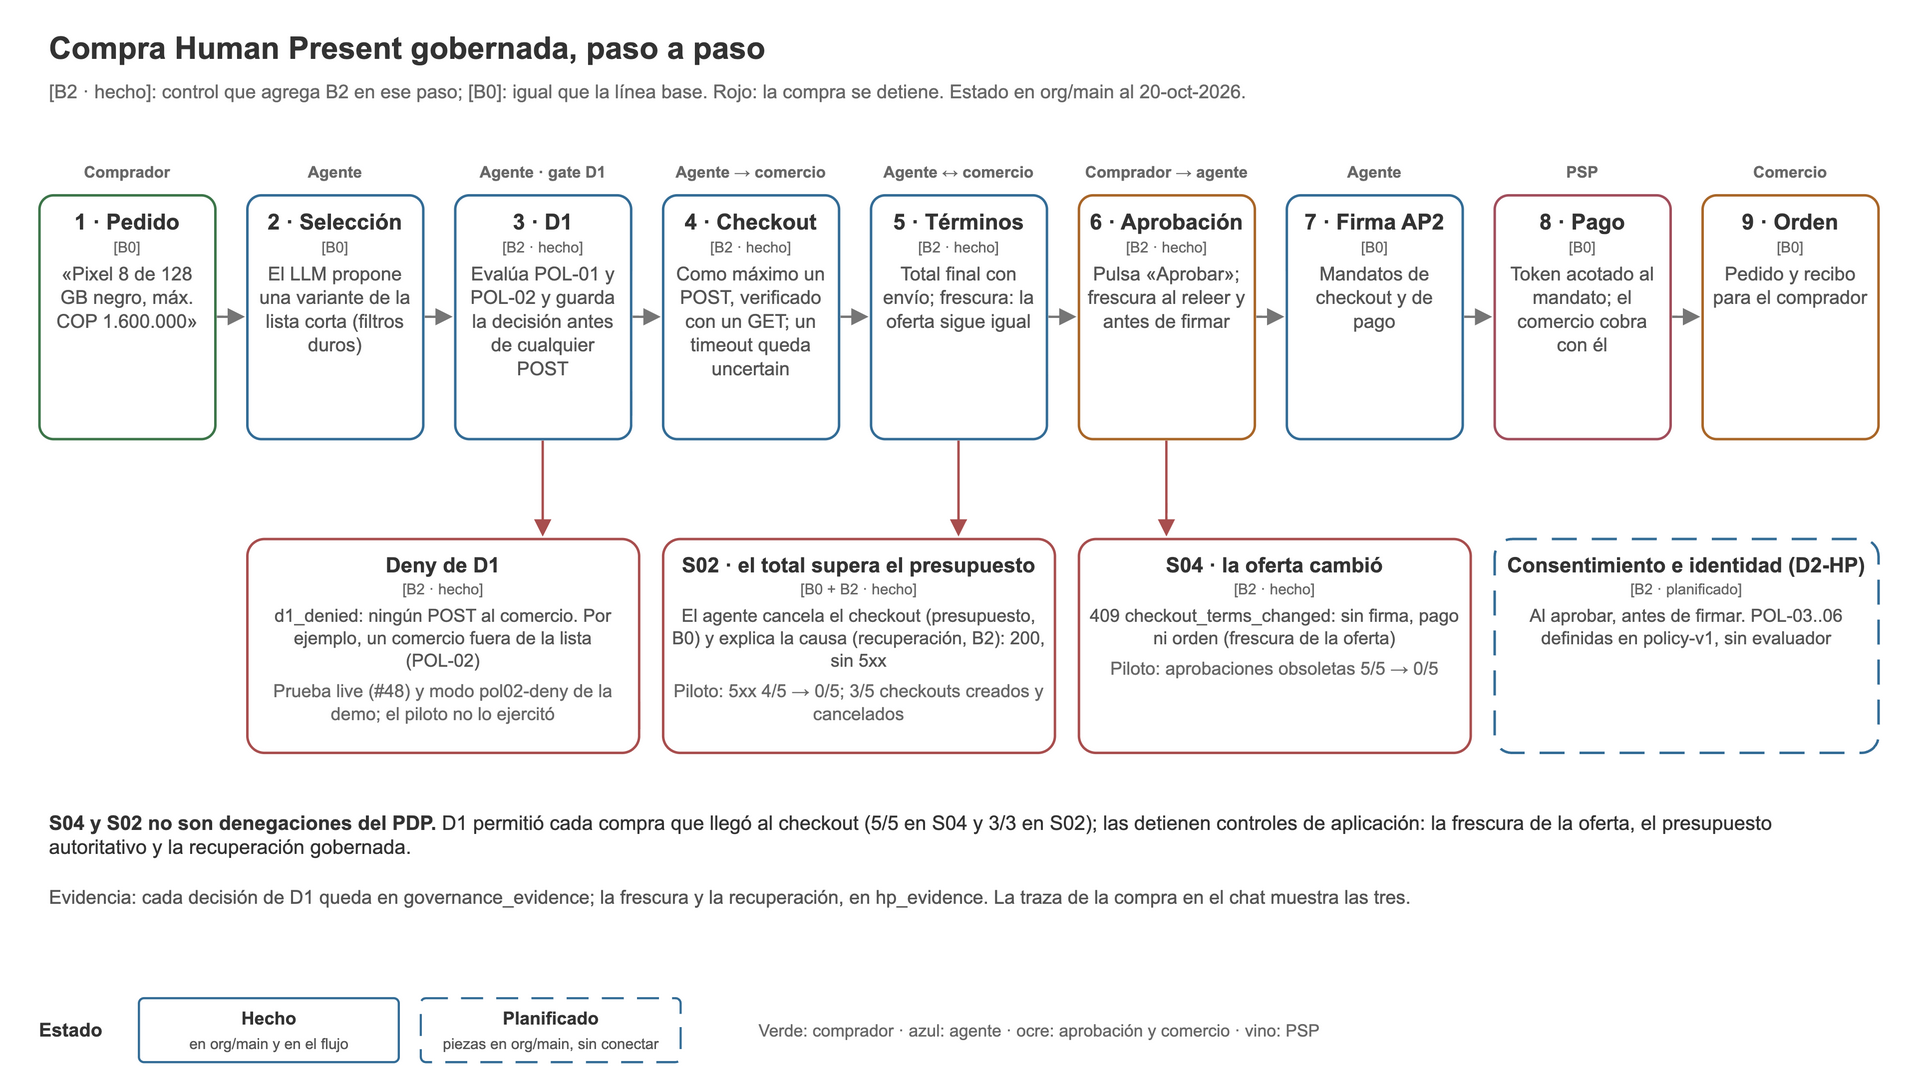 Compra Human Present gobernada, paso a paso
[B2 · hecho]: control que agrega B2 en ese paso; [B0]: igual que la línea base. Rojo: la compra se detiene. Estado en org/main al 20-oct-2026.
Comprador
1 · Pedido
[B0]
«Pixel 8 de 128
GB negro, máx.
COP 1.600.000»
Agente
2 · Selección
[B0]
El LLM propone
una variante de la
lista corta (filtros
duros)
Agente · gate D1
3 · D1
[B2 · hecho]
Evalúa POL-01 y
POL-02 y guarda
la decisión antes
de cualquier
POST
Agente → comercio
4 · Checkout
[B2 · hecho]
Como máximo un
POST, verificado
con un GET; un
timeout queda
uncertain
Agente ↔ comercio
5 · Términos
[B2 · hecho]
Total final con
envío; frescura: la
oferta sigue igual
Comprador → agente
6 · Aprobación
[B2 · hecho]
Pulsa «Aprobar»;
frescura al releer y
antes de firmar
Agente
7 · Firma AP2
[B0]
Mandatos de
checkout y de
pago
PSP
8 · Pago
[B0]
Token acotado al
mandato; el
comercio cobra
con él
Comercio
9 · Orden
[B0]
Pedido y recibo
para el comprador
Deny de D1
[B2 · hecho]
d1_denied: ningún POST al comercio. Por
ejemplo, un comercio fuera de la lista
(POL-02)
Prueba live (#48) y modo pol02-deny de la
demo; el piloto no lo ejercitó
S02 · el total supera el presupuesto
[B0 + B2 · hecho]
El agente cancela el checkout (presupuesto,
B0) y explica la causa (recuperación, B2): 200,
sin 5xx
Piloto: 5xx 4/5 → 0/5; 3/5 checkouts creados y
cancelados
S04 · la oferta cambió
[B2 · hecho]
409 checkout_terms_changed: sin firma, pago
ni orden (frescura de la oferta)
Piloto: aprobaciones obsoletas 5/5 → 0/5
Consentimiento e identidad (D2-HP)
[B2 · planificado]
Al aprobar, antes de firmar. POL-03..06
definidas en policy-v1, sin evaluador
S04 y S02 no son denegaciones del PDP. D1 permitió cada compra que llegó al checkout (5/5 en S04 y 3/3 en S02); las detienen controles de aplicación: la frescura de la oferta, el presupuesto
autoritativo y la recuperación gobernada.
Evidencia: cada decisión de D1 queda en governance_evidence; la frescura y la recuperación, en hp_evidence. La traza de la compra en el chat muestra las tres.
Estado
Hecho
en org/main y en el flujo
Planificado
piezas en org/main, sin conectar
Verde: comprador · azul: agente · ocre: aprobación y comercio · vino: PSP